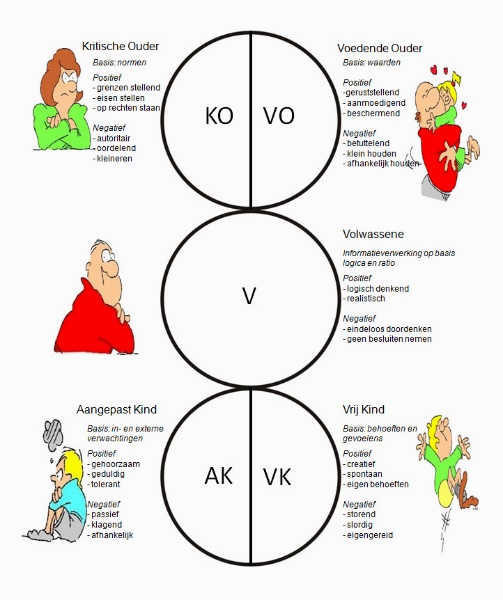 Kritische Ouder
Basis: normen
Positief
- grenzen stellend
- eisen stellen
- op rechten staan
Negatief
- autoritair
- oordelend
- kleineren
KO
VO
Voedende Ouder
Basis: waarden
Positief
-geruststellend
- aanmoedigend
- beschermend
Negatief
- betuttelend
- klein houden
- afhankelijk houden
V
Volwassene
Informatieverwerking op basis
logica en ratio
Positief
- logisch denkend
- realistisch
Negatief
- eindeloos doordenken
- geen besluiten nemen
Aangepast Kind
Basis: in- en externe
verwachtingen
Positief
- gehoorzaam
- geduldig
- tolerant
Negatief
- passief
- klagend
- afhankelijk
AK
VK
Vrij Kind
Basis: behoeften en
gevoelens
Positief
- creatief
- spontaan
- eigen behoeften
Negatief
- storend
- slordig
- eigengereid